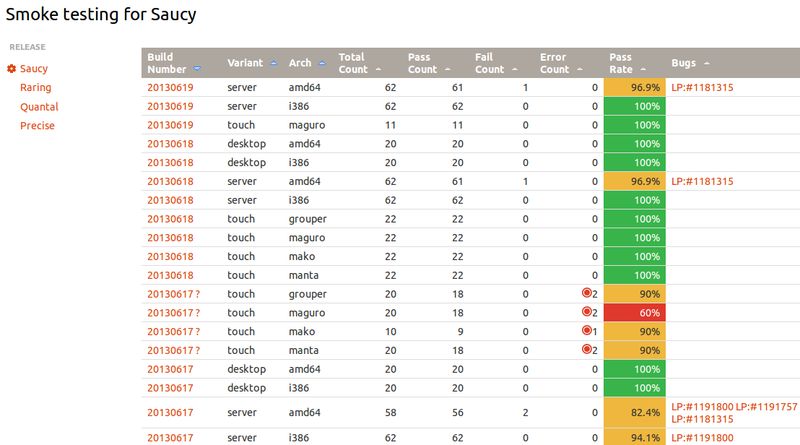 Smoke testing for Saucy
RELEASE
Saucy
Raring
Quantal
Precise
Build Number Variant Arch Total Count Pass Count Fail Count Error Count Pass Rate Bugs
20130619 server amd64 62 61 1 0 96.9% LP:#1181315
20130619 server i386 62 62 0 0 100%
20130619 touch maguro 11 11 0 0 100%
20130618 desktop amd64 20 20 0 0 100%
20130618 desktop i386 20 20 0 0 100%
20130618 server amd64 62 61 1 0 96.9% LP:#1181315
20130618 server i386 62 62 0 0 100%
20130618 touch grouper 22 22 0 0 100%
20130618 touch maguro 22 22 0 0 100%
20130618 touch mako 22 22 0 0 100%
20130618 touch manta 22 22 0 0 100%
20130617 ? touch grouper 20 18 0 2 90%
20130617 ? touch maguro 20 18 0 2 60%
20130617 ? touch mako 10 9 0 1 90%
20130617 ? touch manta 20 18 0 2 90%
20130617 desktop amd64 20 20 0 0 100%
20130617 desktop i386 20 20 0 0 100%
20130617 server amd64 58 56 2 0 82.4% LP:#1191800 LP:#1191757
LP:#1181315
20130617 server i386 62 62 0 0 94.1% LP:#1191800